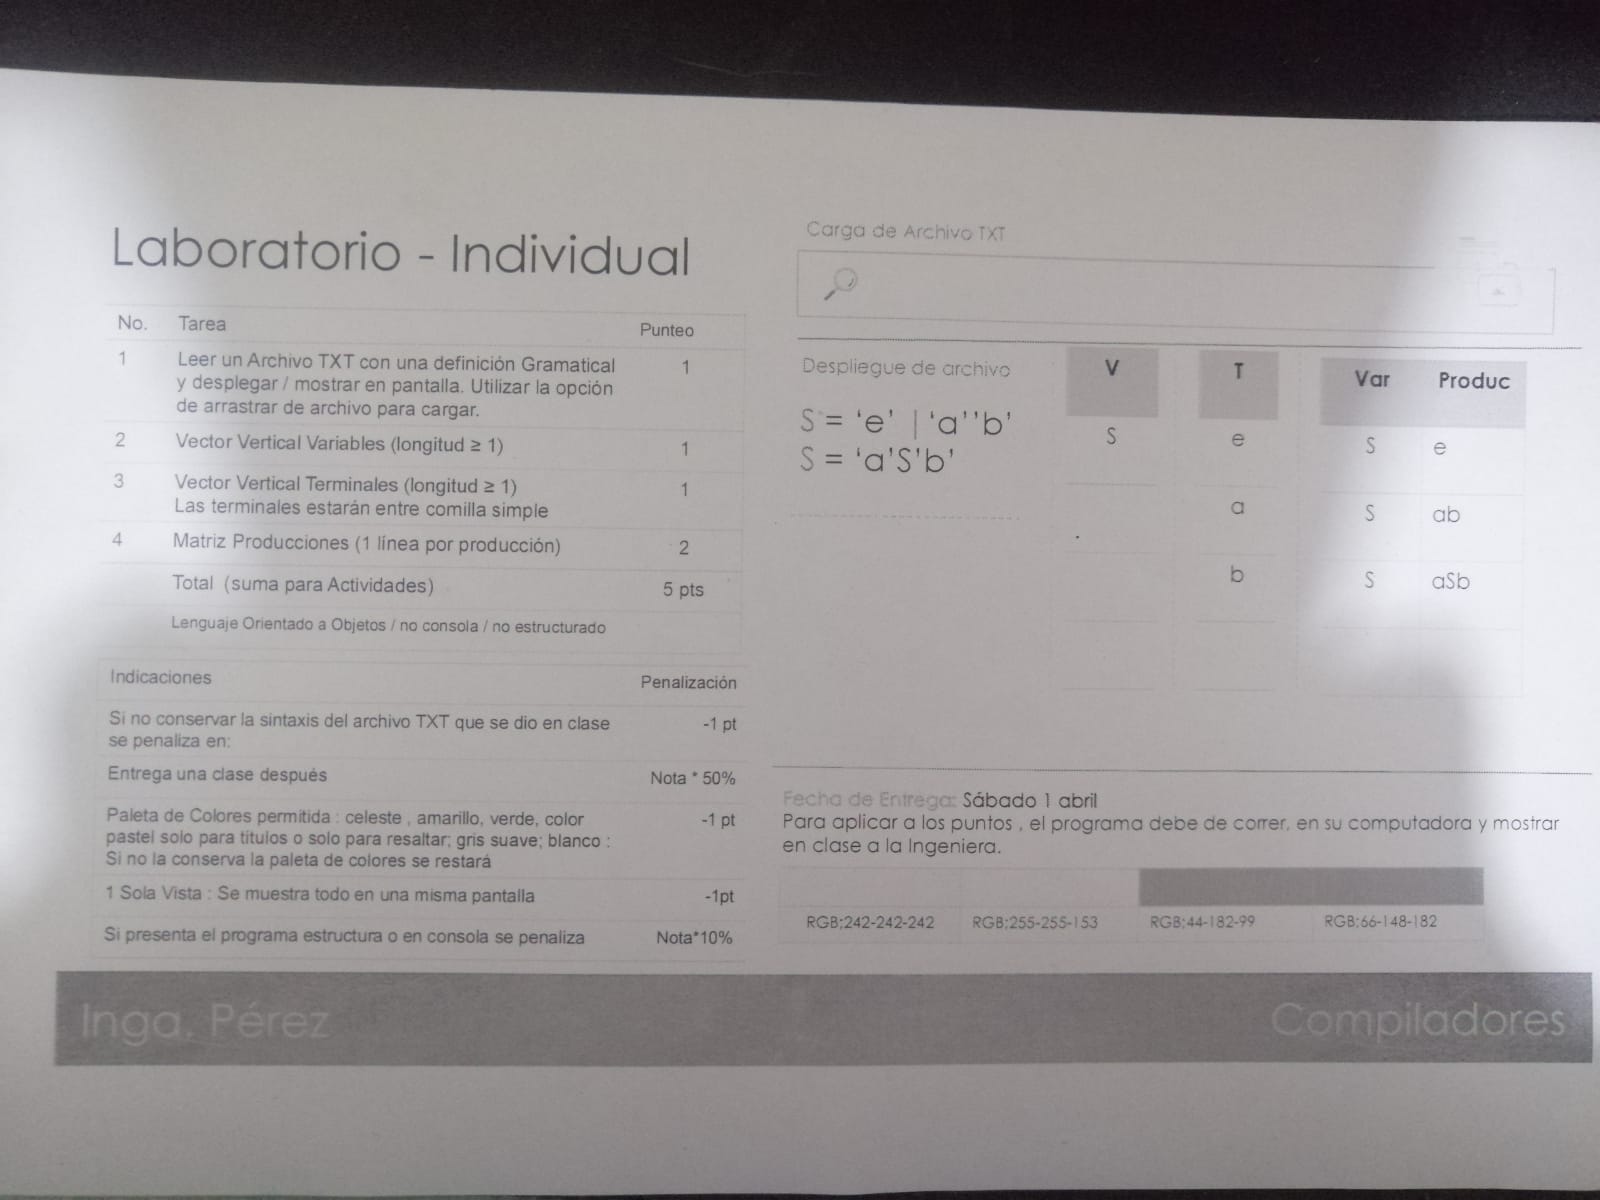 Laboratorio - Individual
No. Tarea Punteo
1 Leer un Archivo TXT con una definición Gramatical 1
y desplegar / mostrar en pantalla. Utilizar la opción
de arrastrar de archivo para cargar.
2 Vector Vertical Variables (longitud ≥ 1) 1
3 Vector Vertical Terminales (longitud ≥ 1) 1
Las terminales estarán entre comilla simple
4 Matriz Producciones (1 línea por producción) 2
Total (suma para Actividades) 5 pts
Lenguaje Orientado a Objetos / no consola / no estructurado
Indicaciones Penalización
Si no conservar la sintaxis del archivo TXT que se dio en clase -1 pt
se penaliza en:
Entrega una clase después Nota * 50%
Paleta de Colores permitida : celeste , amarillo, verde, color -1 pt
pastel solo para titulos o solo para resaltar; gris suave; blanco :
Si no la conserva la paleta de colores se restará
1 Sola Vista : Se muestra todo en una misma pantalla -1pt
Si presenta el programa estructura o en consola se penaliza Nota*10%
Carga de Archivo TXT
Despliegue de archivo
S = ‘e’ | ‘a’’b’
S = ‘a’S’b’
V
S
T
e
a
b
Var Produc
S e
S ab
S aSb
Fecha de Entrega: Sábado 1 abril
Para aplicar a los puntos , el programa debe de correr, en su computadora y mostrar
en clase a la Ingeniera.
RGB:242-242-242 RGB:255-255-153 RGB:44-182-99 RGB:66-148-182
Inga. Pérez Compiladores